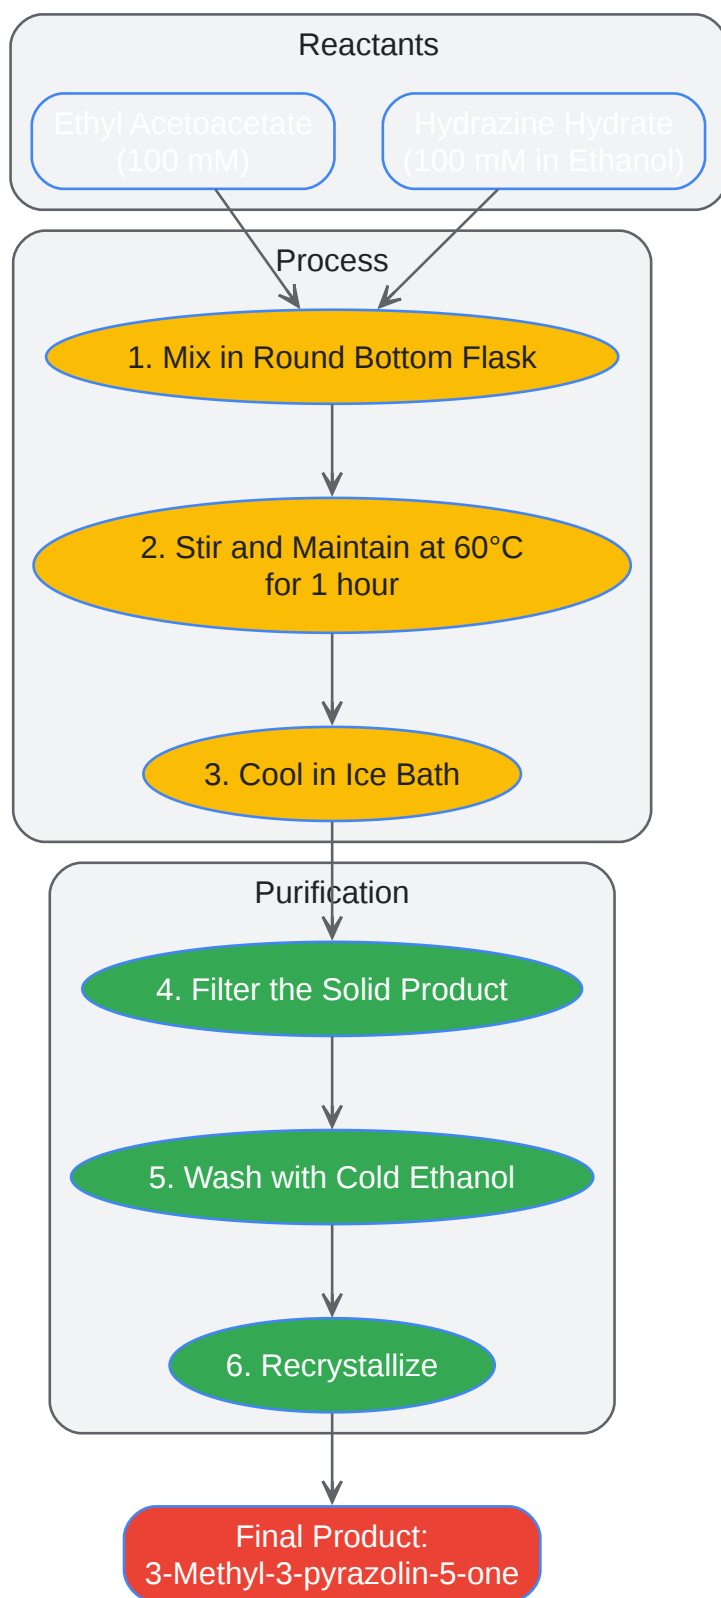 Reactants
Ethyl Acetoacetate
(100 mM)
Hydrazine Hydrate
(100 mM in Ethanol)
Process
1. Mix in Round Bottom Flask
2. Stir and Maintain at 60°C
for 1 hour
3. Cool in Ice Bath
Purification
4. Filter the Solid Product
5. Wash with Cold Ethanol
6. Recrystallize
Final Product:
3-Methyl-3-pyrazolin-5-one